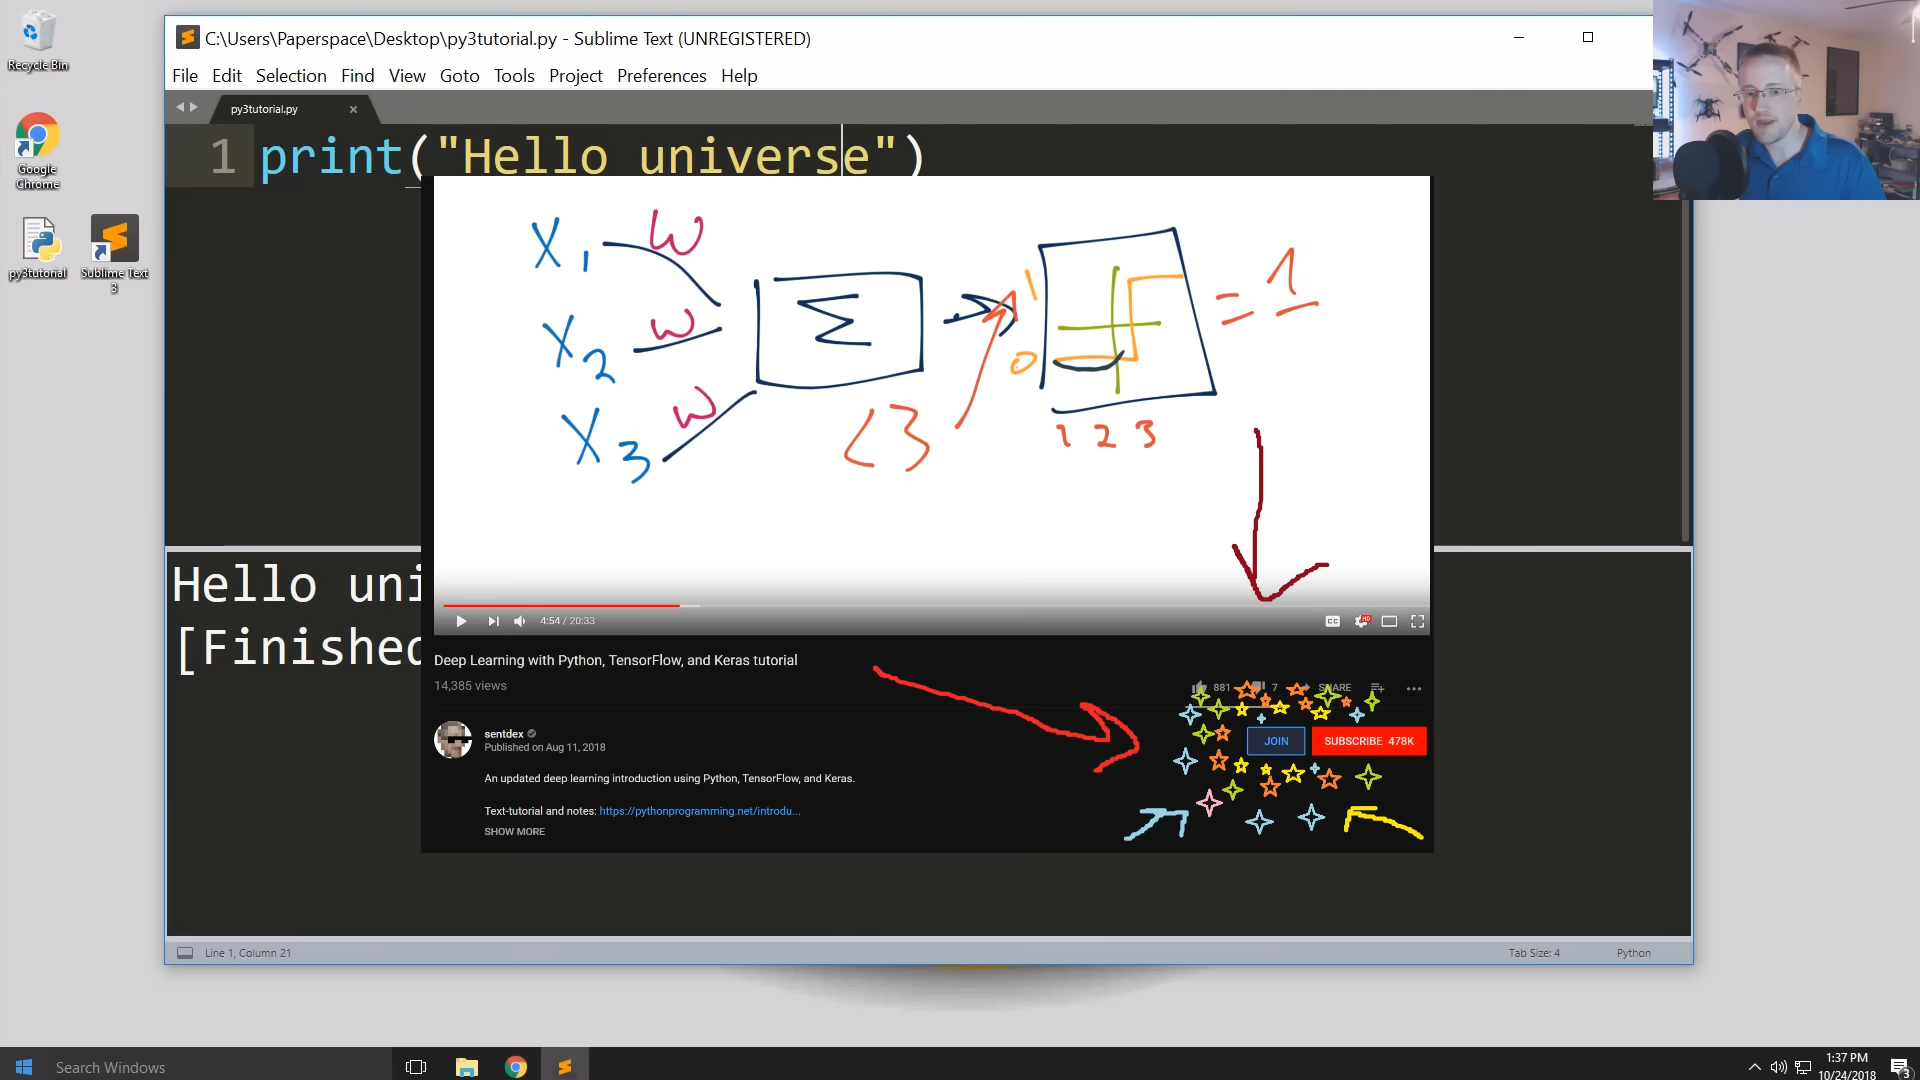 Recycle Bin
Google
Chrome
py3tutorial
Sublime Text
3
C:\Users\Paperspace\Desktop\py3tutorial.py - Sublime Text (UNREGISTERED)
File Edit Selection Find View Goto Tools Project Preferences Help
py3tutorial.py
1 print("Hello universe")
X1 W
X2 W
X3 W
Σ
<3
1
0
1 2 3
= 1
Hello uni
[Finished
4:54 / 20:33
CC
HD
Deep Learning with Python, TensorFlow, and Keras tutorial
14,385 views
881 7 SHARE
sentdex
Published on Aug 11, 2018
JOIN SUBSCRIBE 478K
An updated deep learning introduction using Python, TensorFlow, and Keras.
Text-tutorial and notes: https://pythonprogramming.net/introdu...
SHOW MORE
Line 1, Column 21
Tab Size: 4 Python
Search Windows
1:37 PM
10/24/2018
3